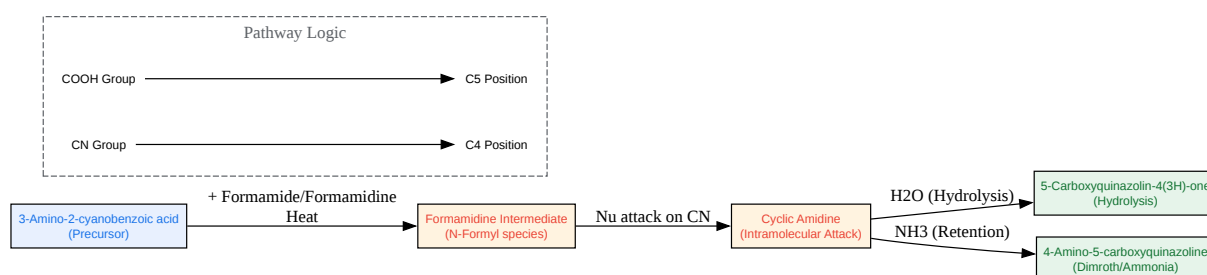 Pathway Logic
COOH Group
C5 Position
CN Group
C4 Position
3-Amino-2-cyanobenzoic acid
(Precursor)
+ Formamide/Formamidine
Heat
Formamidine Intermediate
(N-Formyl species)
Nu attack on CN
Cyclic Amidine
(Intramolecular Attack)
H2O (Hydrolysis)
NH3 (Retention)
5-Carboxyquinazolin-4(3H)-one
(Hydrolysis)
4-Amino-5-carboxyquinazoline
(Dimroth/Ammonia)